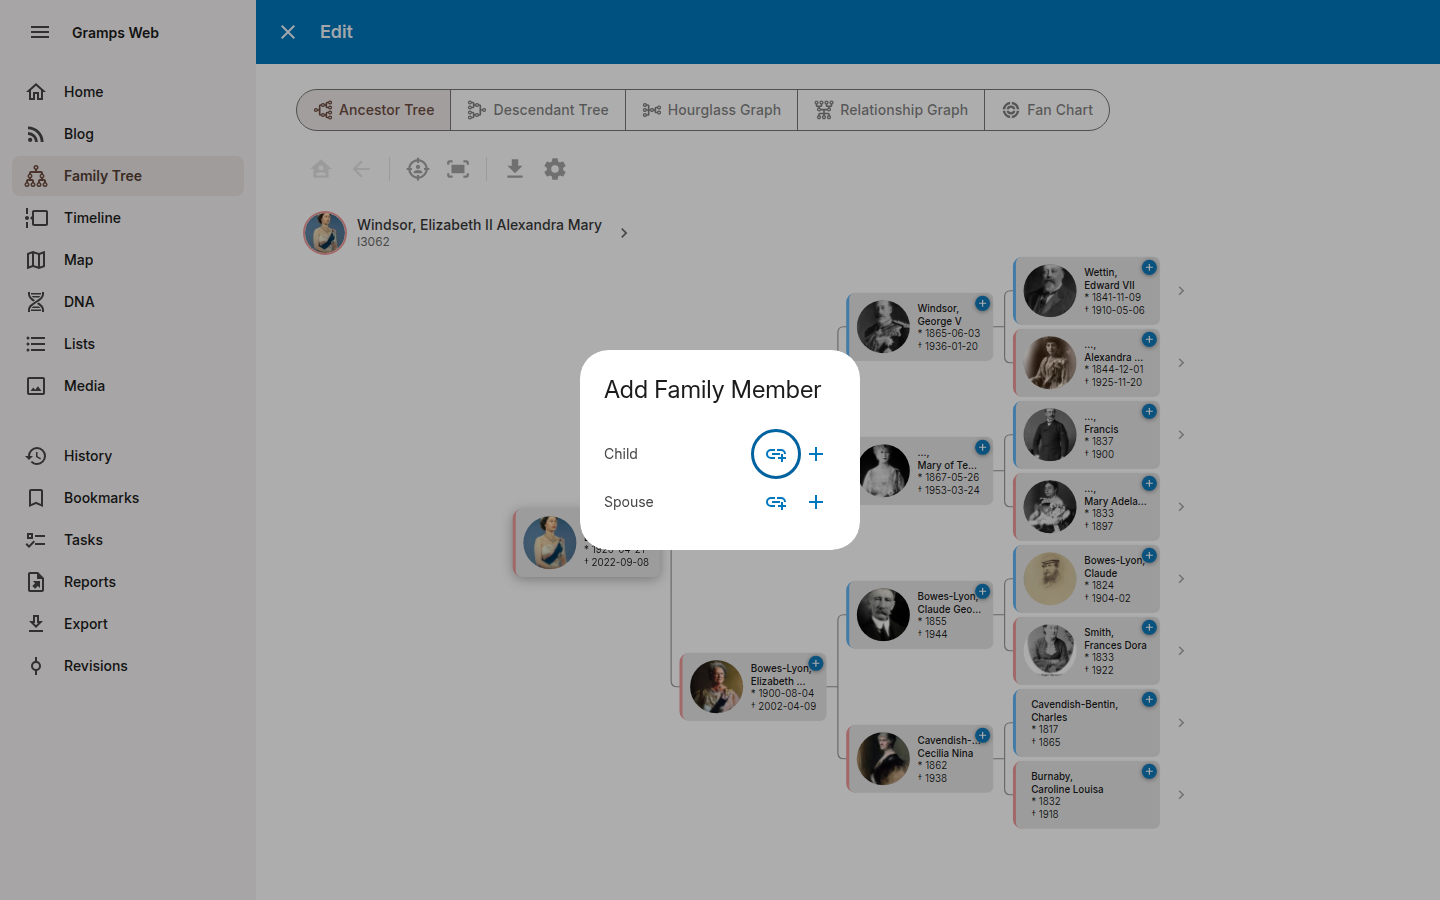 Gramps Web
Home
Blog
Family Tree
Timeline
Map
DNA
Lists
Media
History
Bookmarks
Tasks
Reports
Export
Revisions
Edit
Ancestor Tree
Descendant Tree
Hourglass Graph
Relationship Graph
Fan Chart
Windsor, Elizabeth II Alexandra Mary
I3062
Add Family Member
Child
Spouse
† 2022-09-08
Bowes-Lyon,
Elizabeth ...
* 1900-08-04
† 2002-04-09
Windsor,
George V
* 1865-06-03
† 1936-01-20
...,
Mary of Te...
* 1867-05-26
† 1953-03-24
Bowes-Lyon,
Claude Geo...
* 1855
† 1944
Cavendish-...
Cecilia Nina
* 1862
† 1938
Wettin,
Edward VII
* 1841-11-09
† 1910-05-06
...,
Alexandra ...
* 1844-12-01
† 1925-11-20
...,
Francis
* 1837
† 1900
...,
Mary Adela...
* 1833
† 1897
Bowes-Lyon,
Claude
* 1824
† 1904-02
Smith,
Frances Dora
* 1833
† 1922
Cavendish-Bentin,
Charles
* 1817
† 1865
Burnaby,
Caroline Louisa
* 1832
† 1918